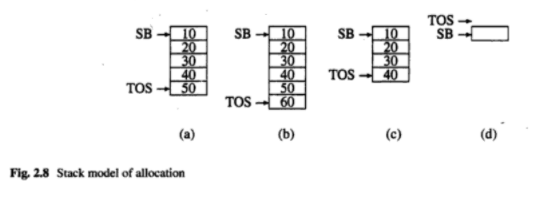 TOS
SB 10 SB 10 SB 10 SB
20 20 20
30 30 30
40 40 TOS 40
TOS 50 50
TOS 60
(a) (b) (c) (d)
Fig. 2.8 Stack model of allocation